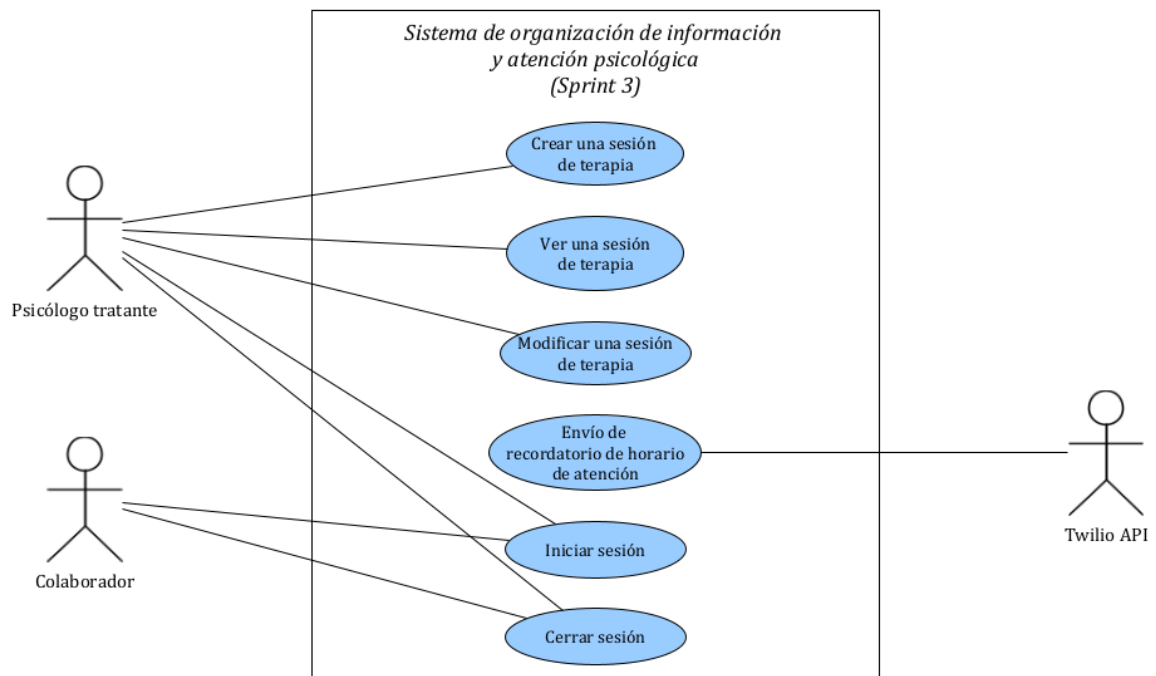 Sistema de organización de información
y atención psicológica
(Sprint 3)
Crear una sesión
de terapia
Ver una sesión
de terapia
Psicólogo tratante
Modificar una sesión
de terapia
Envío de
recordatorio de horario
de atención
Twilio API
Iniciar sesión
Colaborador
Cerrar sesión